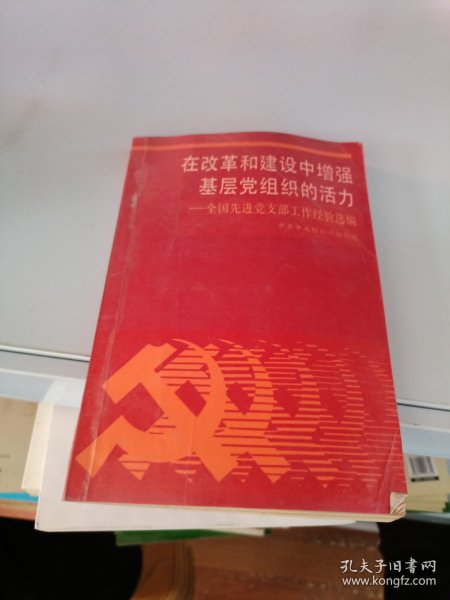 在改革和建设中增强
基层党组织的活力
——全国先进党支部工作经验选编
孔夫子旧书网
www.kongfz.com